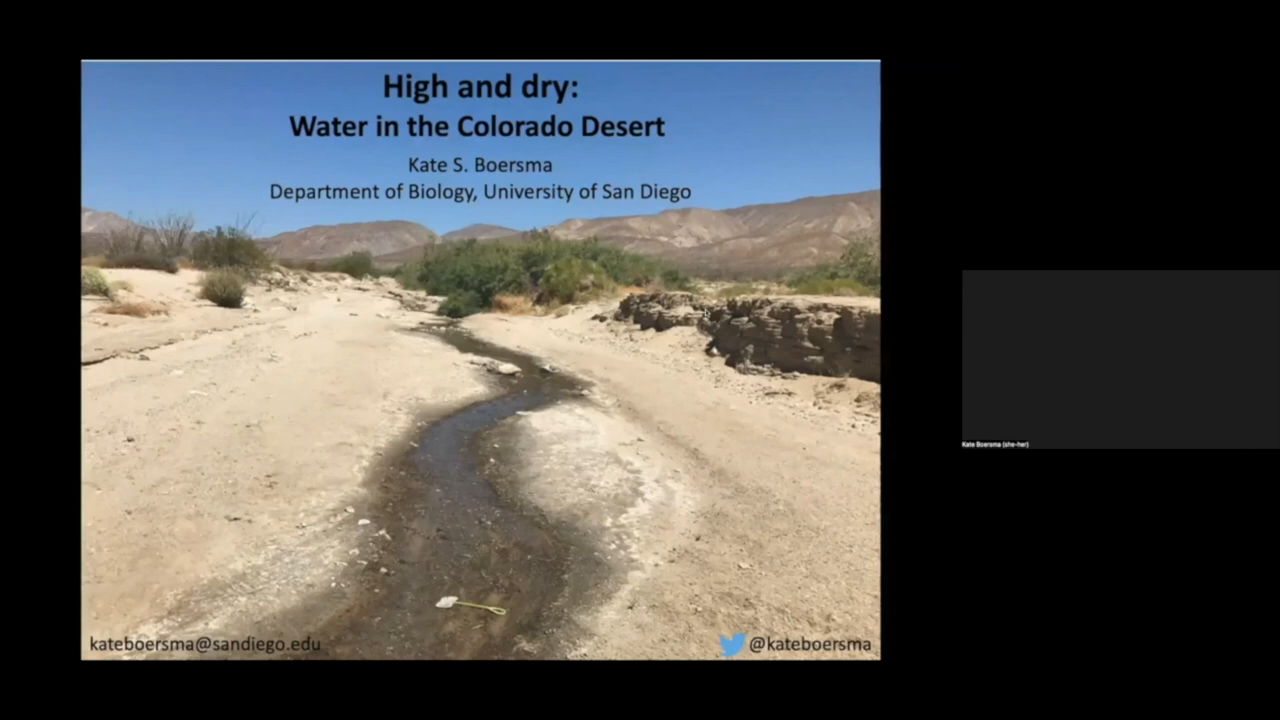 High and dry:
Water in the Colorado Desert
Kate S. Boersma
Department of Biology, University of San Diego
kateboersma@sandiego.edu
@kateboersma
Kate Boersma (she-her)